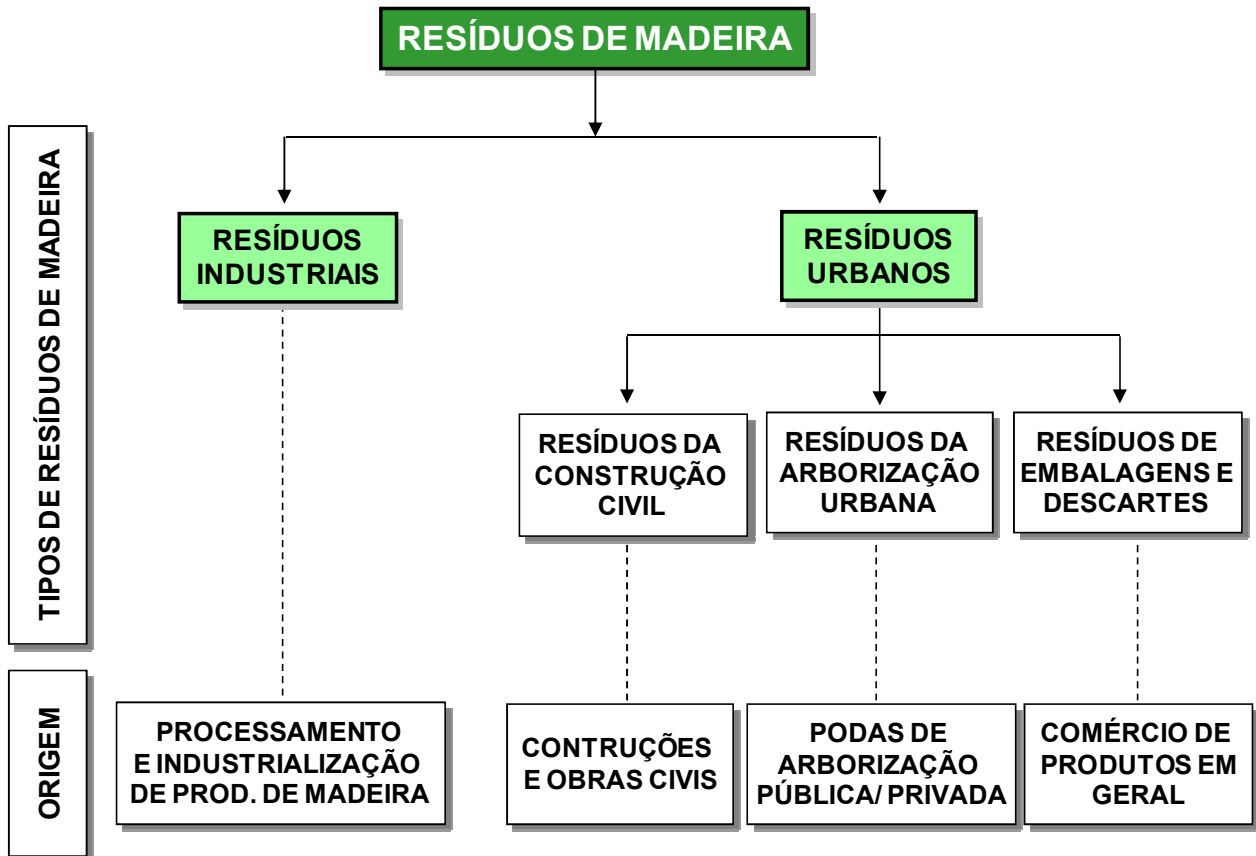 RESÍDUOS DE MADEIRA
TIPOS DE RESÍDUOS DE MADEIRA
RESÍDUOS
INDUSTRIAIS
RESÍDUOS
URBANOS
RESÍDUOS DA
CONSTRUÇÃO
CIVIL
RESÍDUOS DA
ARBORIZAÇÃO
URBANA
RESÍDUOS DE
EMBALAGENS E
DESCARTES
ORIGEM
PROCESSAMENTO
E INDUSTRIALIZAÇÃO
DE PROD. DE MADEIRA
CONTRUÇÕES
E OBRAS CIVIS
PODAS DE
ARBORIZAÇÃO
PÚBLICA/ PRIVADA
COMÉRCIO DE
PRODUTOS EM
GERAL